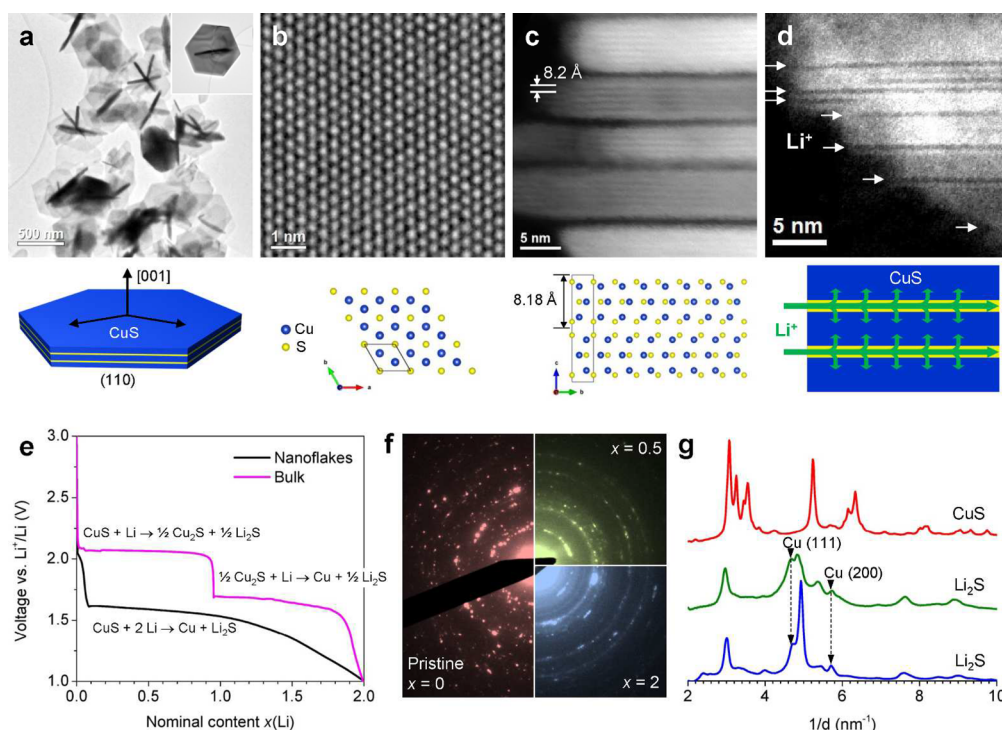 a
500 nm
b
1 nm
c
8.2 Å
5 nm
d
Li⁺
5 nm
[001]
CuS
(110)
Cu
S
b
a
8.18 Å
c
b
CuS
Li⁺
e
Voltage vs. Li⁺/Li (V)
3.0
2.5
2.0
1.5
1.0
Nanoflakes
Bulk
CuS + Li → ½ Cu₂S + ½ Li₂S
½ Cu₂S + Li → Cu + ½ Li₂S
CuS + 2 Li → Cu + Li₂S
0.0 0.5 1.0 1.5 2.0
Nominal content x(Li)
f
x = 0.5
Pristine
x = 0
x = 2
g
CuS
Cu (111)
Cu (200)
Li₂S
Li₂S
2 4 6 8 10
1/d (nm⁻¹)